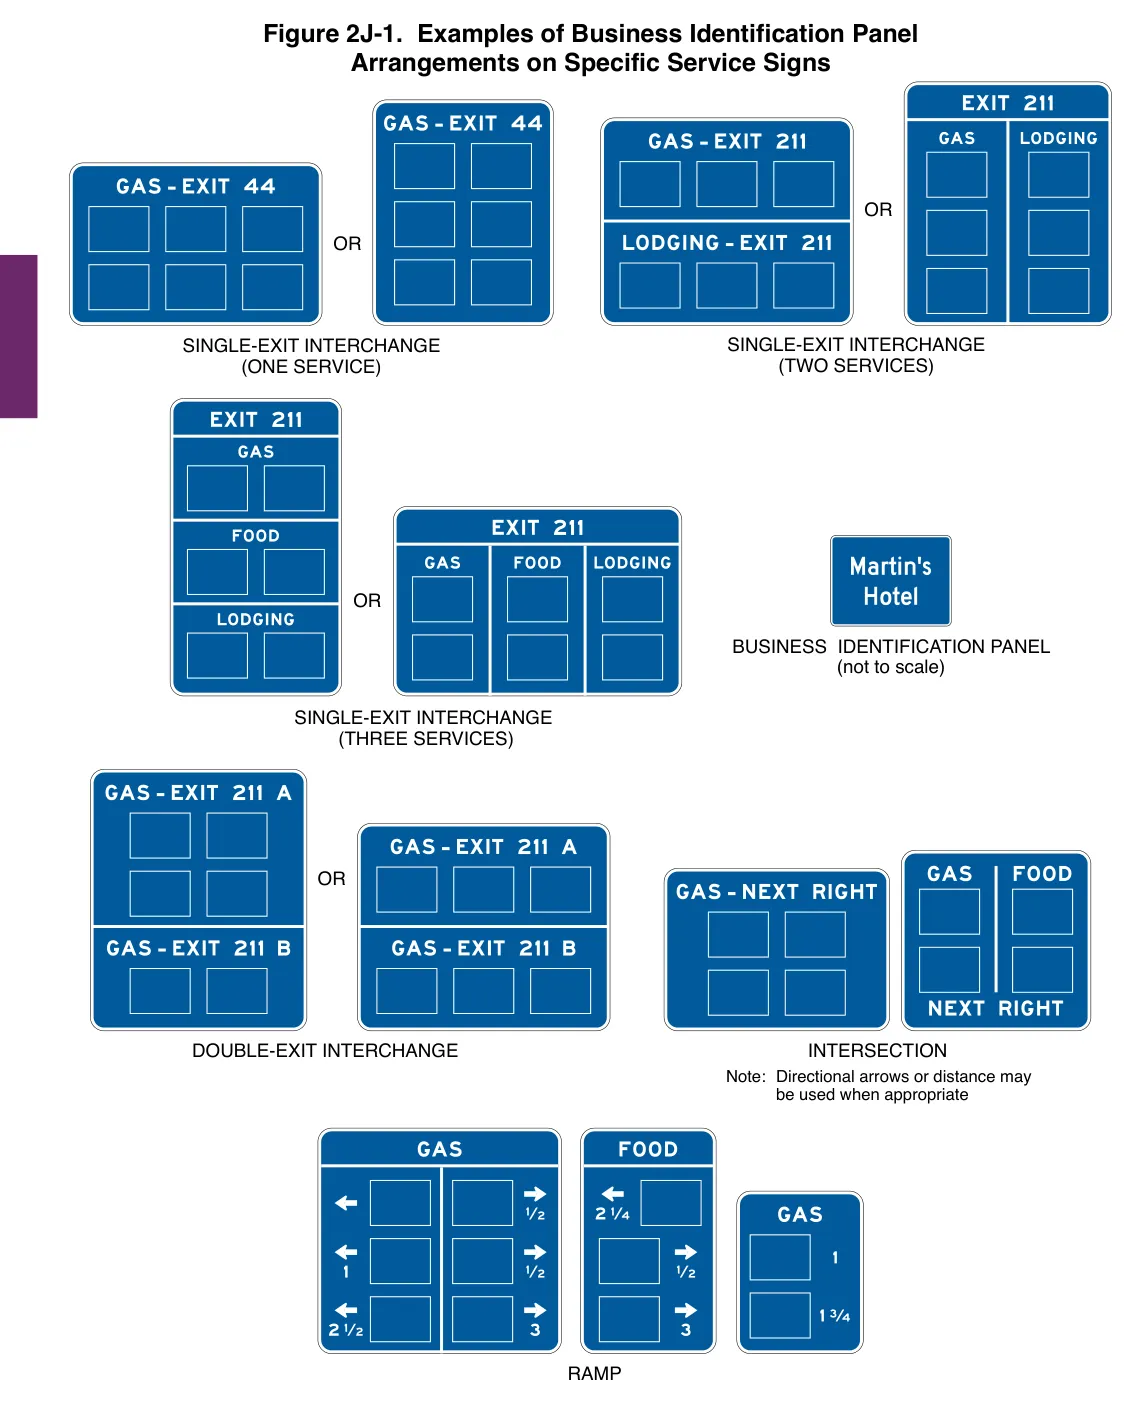 Figure 2J-1.  Examples of Business Identification Panel
Arrangements on Specific Service Signs
GAS - EXIT 44
OR
GAS - EXIT 44
SINGLE-EXIT INTERCHANGE
(ONE SERVICE)
GAS - EXIT 211
LODGING - EXIT 211
OR
EXIT 211
GAS
LODGING
SINGLE-EXIT INTERCHANGE
(TWO SERVICES)
EXIT 211
GAS
FOOD
LODGING
OR
EXIT 211
GAS
FOOD
LODGING
SINGLE-EXIT INTERCHANGE
(THREE SERVICES)
Martin's
Hotel
BUSINESS  IDENTIFICATION PANEL
(not to scale)
GAS - EXIT 211 A
GAS - EXIT 211 B
OR
GAS - EXIT 211 A
GAS - EXIT 211 B
DOUBLE-EXIT INTERCHANGE
GAS - NEXT RIGHT
GAS
FOOD
NEXT RIGHT
INTERSECTION
Note:  Directional arrows or distance may
be used when appropriate
GAS
1/2
1
1/2
2 1/2
3
FOOD
2 1/4
1/2
3
GAS
1
1 3/4
RAMP